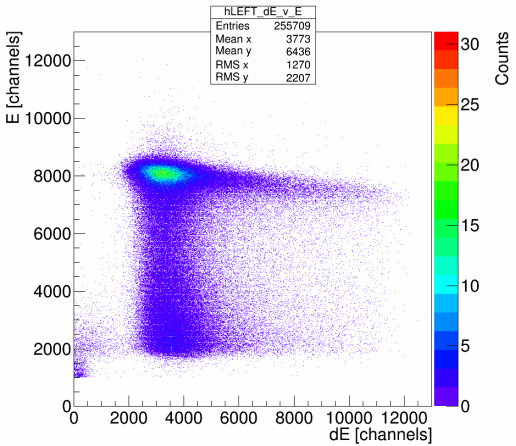 hLEFT_dE_v_E
Entries 255709
Mean x 3773
Mean y 6436
RMS x 1270
RMS y 2207
E [channels]
12000
10000
8000
6000
4000
2000
0
0 2000 4000 6000 8000 10000 12000
dE [channels]
Counts
30
25
20
15
10
5
0